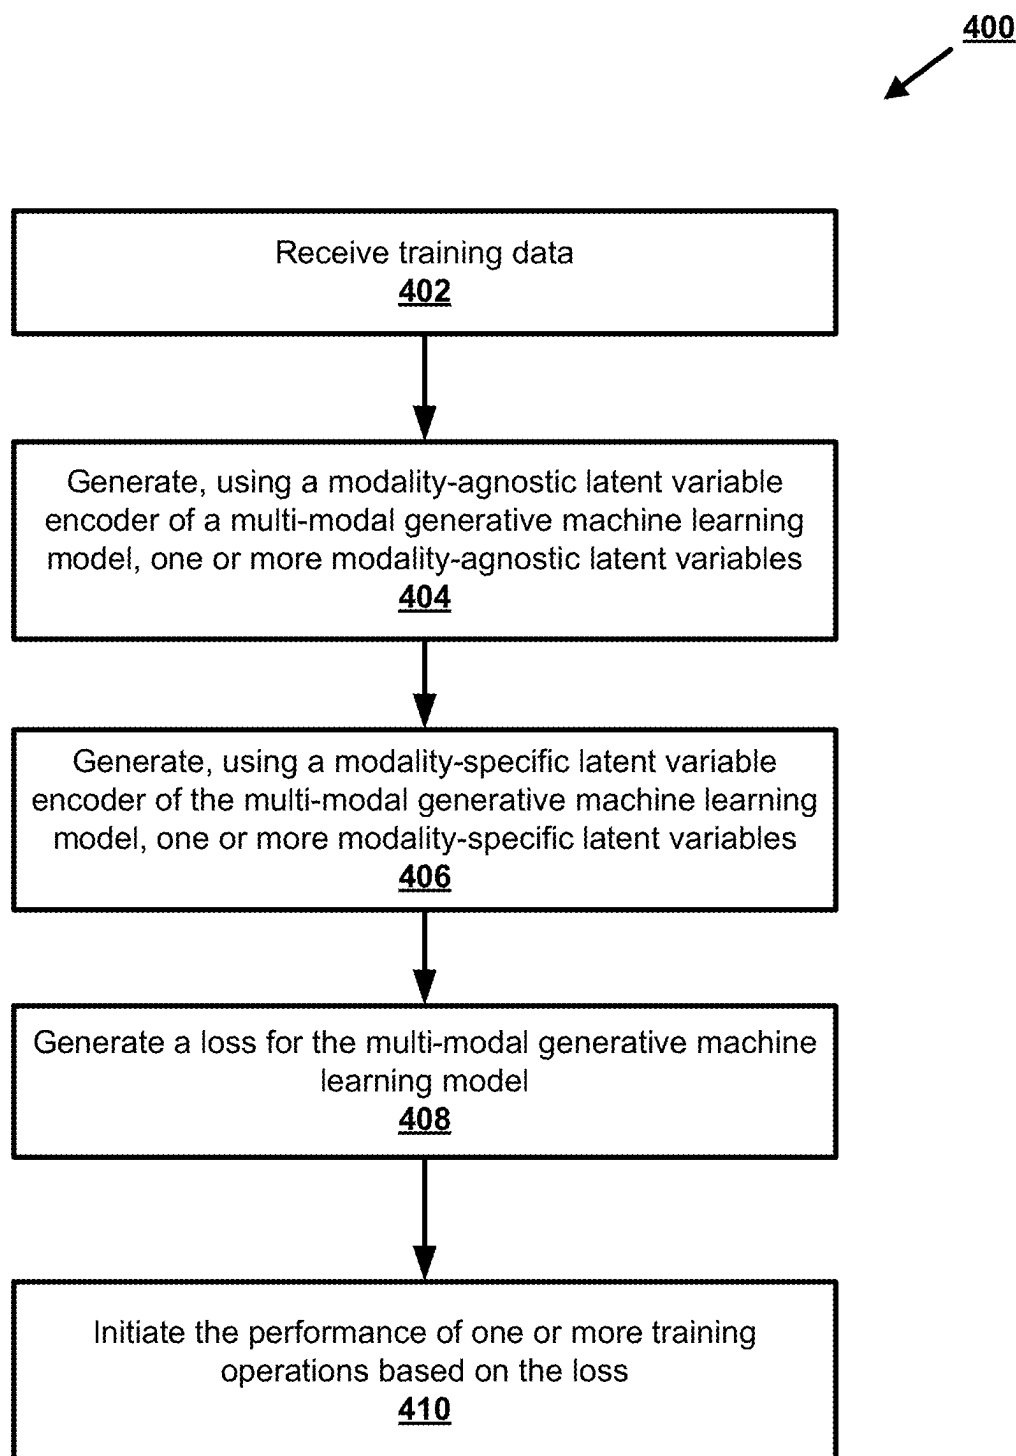 400
Receive training data
402
Generate, using a modality-agnostic latent variable
encoder of a multi-modal generative machine learning
model, one or more modality-agnostic latent variables
404
Generate, using a modality-specific latent variable
encoder of the multi-modal generative machine learning
model, one or more modality-specific latent variables
406
Generate a loss for the multi-modal generative machine
learning model
408
Initiate the performance of one or more training
operations based on the loss
410